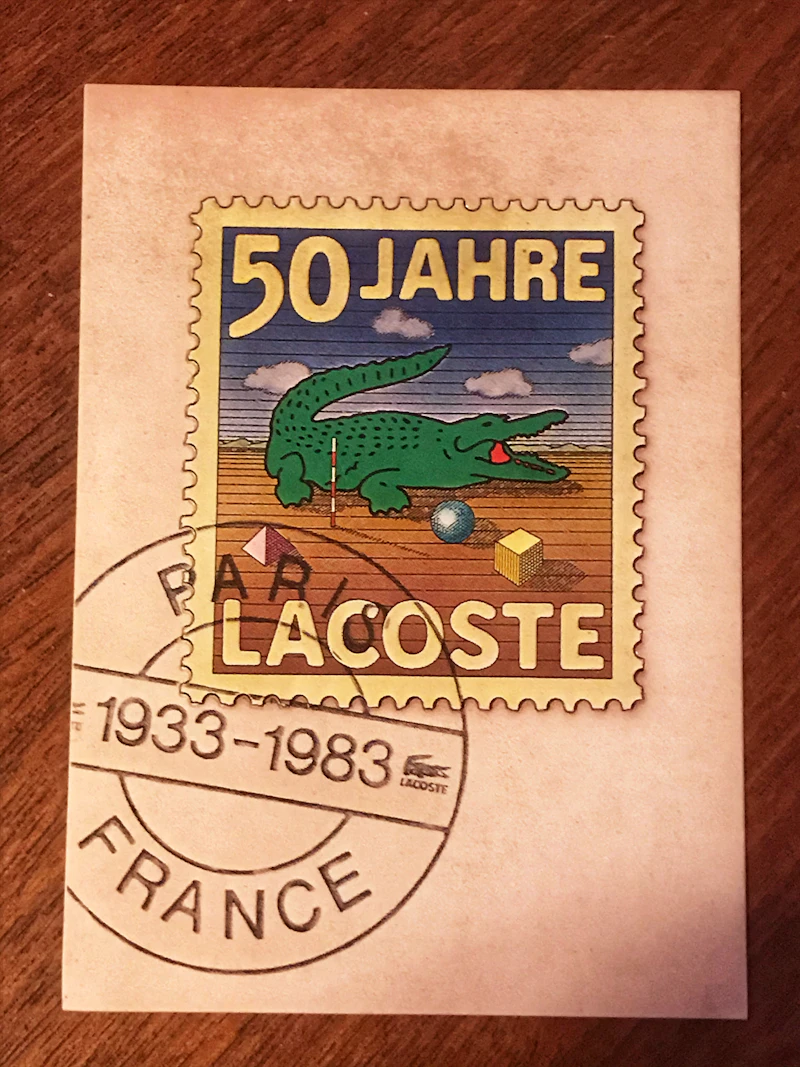 50 JAHRE
LACOSTE
PARIS
1933-1983
LACOSTE
FRANCE